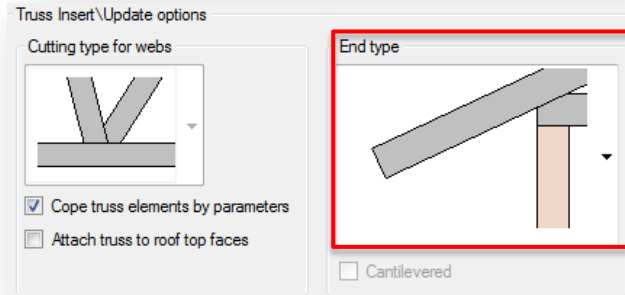 Truss Insert\Update options
Cutting type for webs
End type
Cope truss elements by parameters
Attach truss to roof top faces
Cantilevered